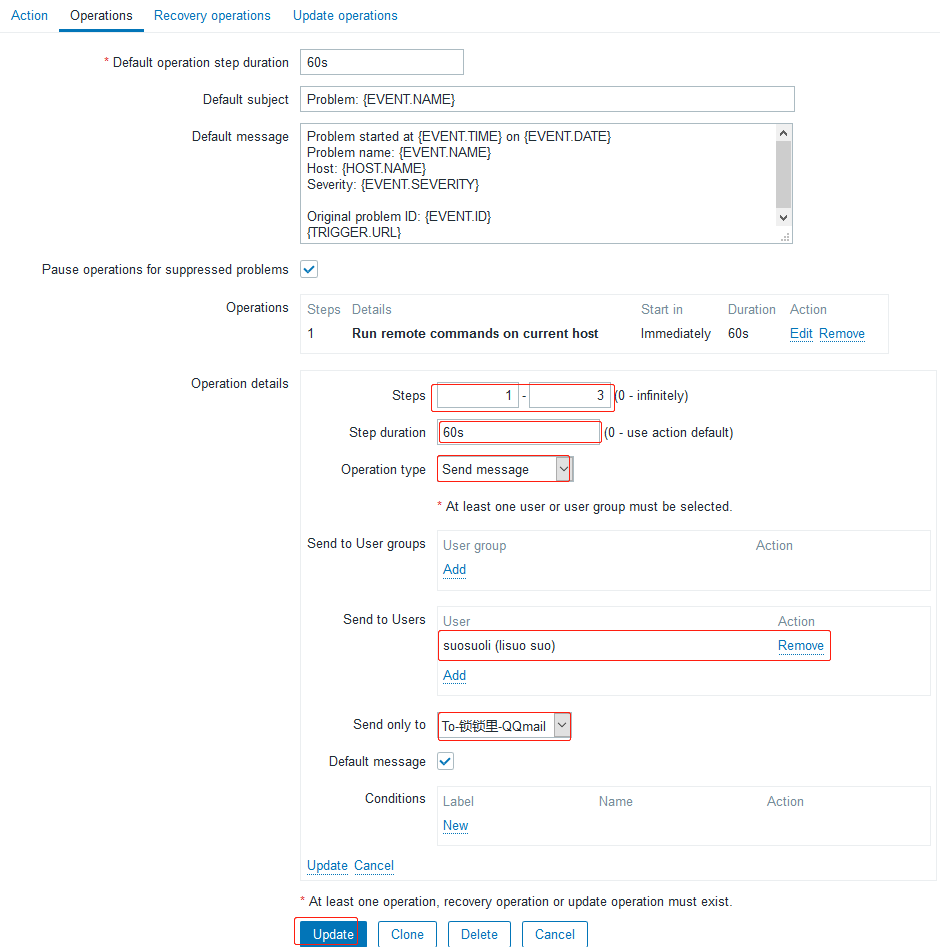 Action Operations Recovery operations Update operations
* Default operation step duration 60s
Default subject Problem: {EVENT.NAME}
Default message Problem started at {EVENT.TIME} on {EVENT.DATE}
Problem name: {EVENT.NAME}
Host: {HOST.NAME}
Severity: {EVENT.SEVERITY}
Original problem ID: {EVENT.ID}
{TRIGGER.URL}
Pause operations for suppressed problems
Operations Steps Details Start in Duration Action
1 Run remote commands on current host Immediately 60s Edit Remove
Operation details
Steps 1 - 3 (0 - infinitely)
Step duration 60s (0 - use action default)
Operation type Send message
* At least one user or user group must be selected.
Send to User groups User group Action
Add
Send to Users User Action
suosuoli (lisuo suo) Remove
Add
Send only to To-锁锁里-QQmail
Default message
Conditions Label Name Action
New
Update Cancel
* At least one operation, recovery operation or update operation must exist.
Update Clone Delete Cancel